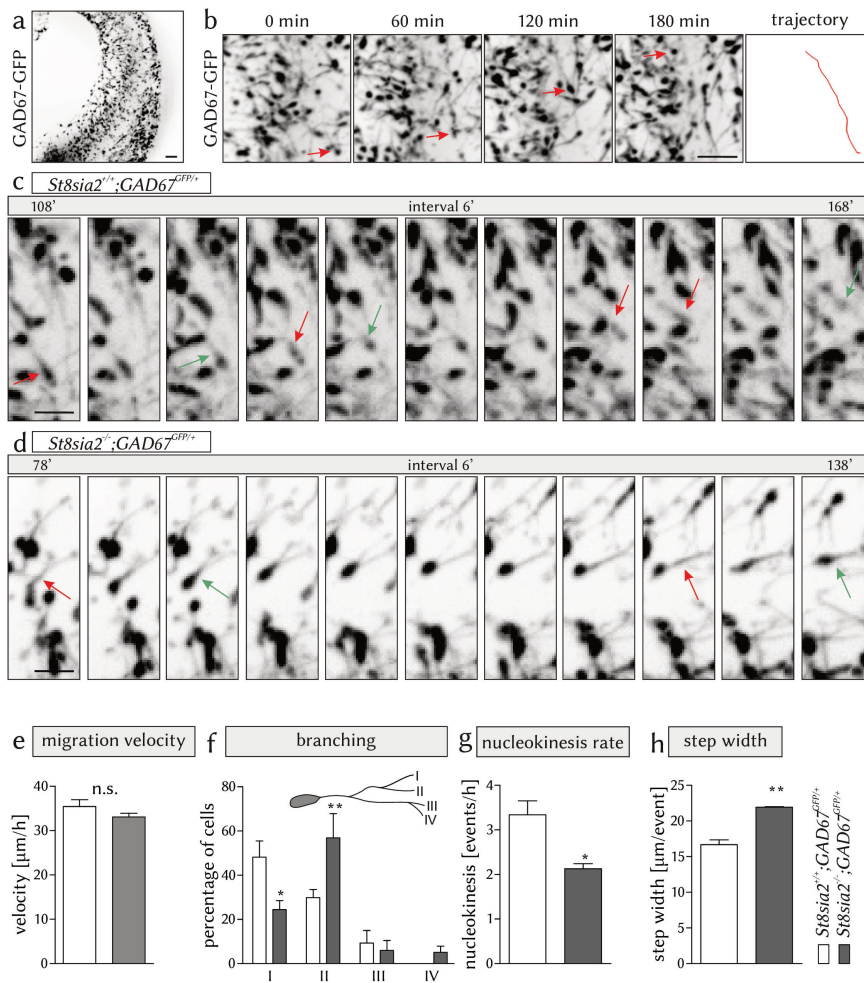 a
GAD67-GFP
b
GAD67-GFP
0 min
60 min
120 min
180 min
trajectory
c
St8sia2+/+;GAD67GFP/+
108'
interval 6'
168'
d
St8sia2-/-;GAD67GFP/+
78'
interval 6'
138'
e
migration velocity
velocity [µm/h]
40
30
20
10
0
n.s.
f
branching
percentage of cells
80
60
40
20
0
I
II
III
IV
*
**
I
II
III
IV
g
nucleokinesis rate
nucleokinesis [events/h]
4
3
2
1
0
*
h
step width
step width [µm/event]
25
20
15
10
5
0
**
St8sia2+/+;GAD67GFP/+
St8sia2-/-;GAD67GFP/+